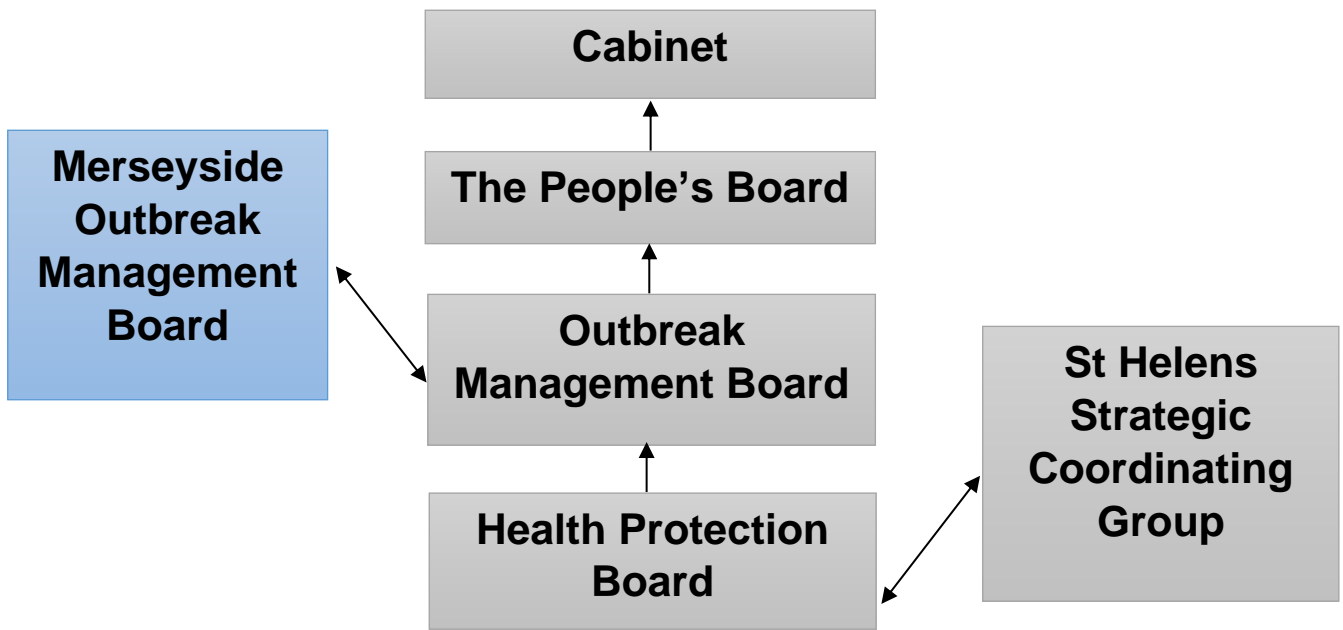 Cabinet
The People’s Board
Merseyside
Outbreak
Management
Board
Outbreak
Management Board
St Helens
Strategic
Coordinating
Group
Health Protection
Board